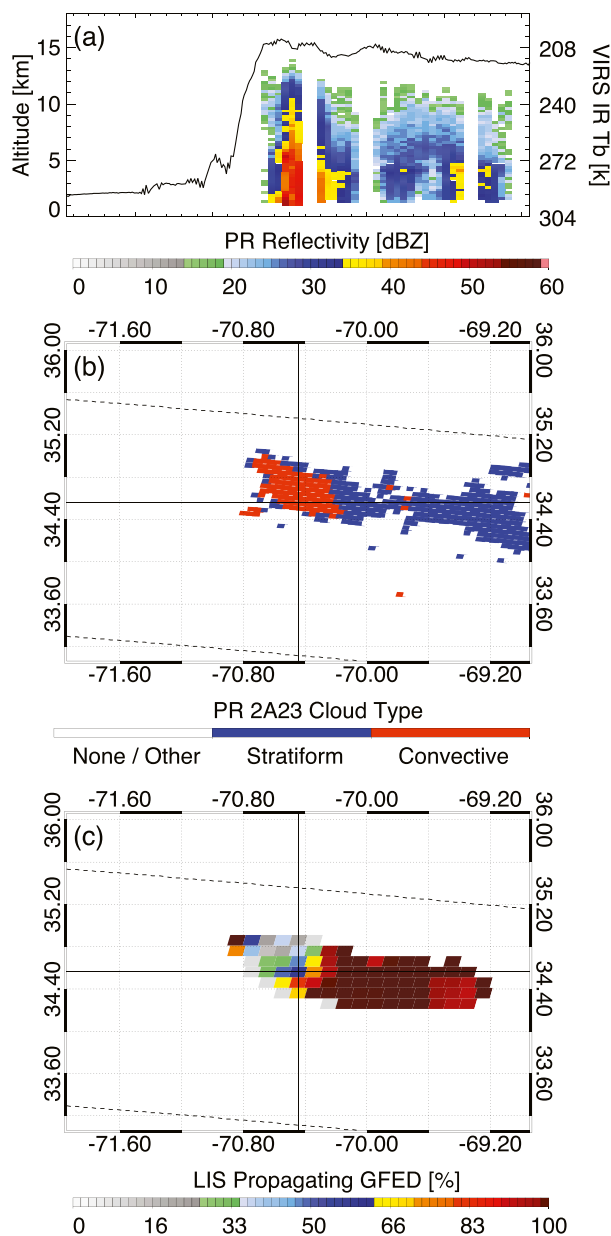 (a)
15
10
5
0
Altitude [km]
208
240
272
304
VIRS IR Tb [k]
PR Reflectivity [dBZ]
0 10 20 30 40 50 60
-71.60 -70.80 -70.00 -69.20
(b)
36.00 36.00
35.20 35.20
34.40 34.40
33.60 33.60
-71.60 -70.80 -70.00 -69.20
PR 2A23 Cloud Type
None / Other Stratiform Convective
-71.60 -70.80 -70.00 -69.20
(c)
36.00 36.00
35.20 35.20
34.40 34.40
33.60 33.60
-71.60 -70.80 -70.00 -69.20
LIS Propagating GFED [%]
0 16 33 50 66 83 100